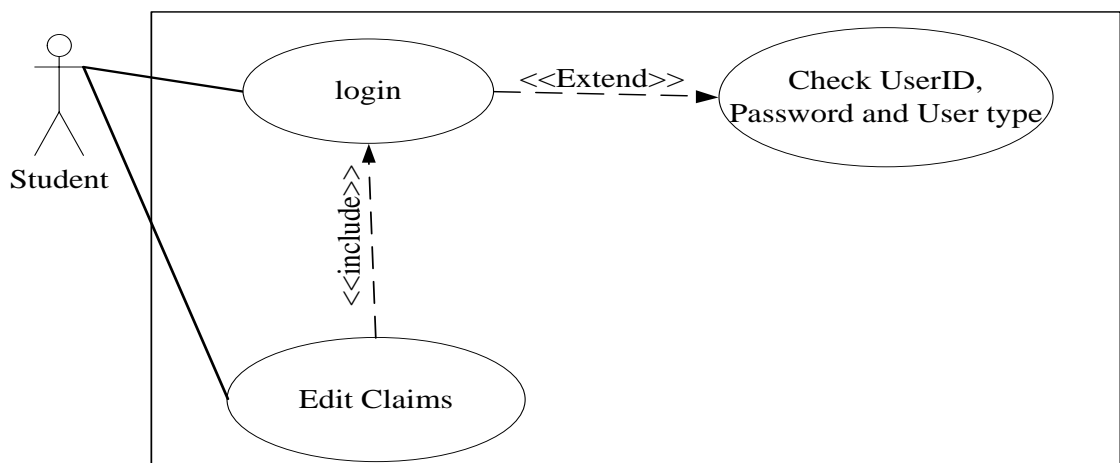 login
<<Extend>>
Check UserID,
Password and User type
Student
<<include>>
Edit Claims